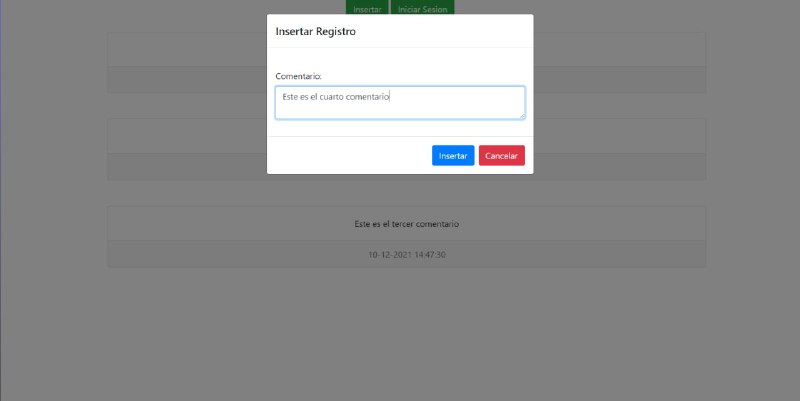 Insertar Iniciar Sesion
Insertar Registro
Comentario:
Este es el cuarto comentario
Insertar Cancelar
Este es el tercer comentario
10-12-2021 14:47:30